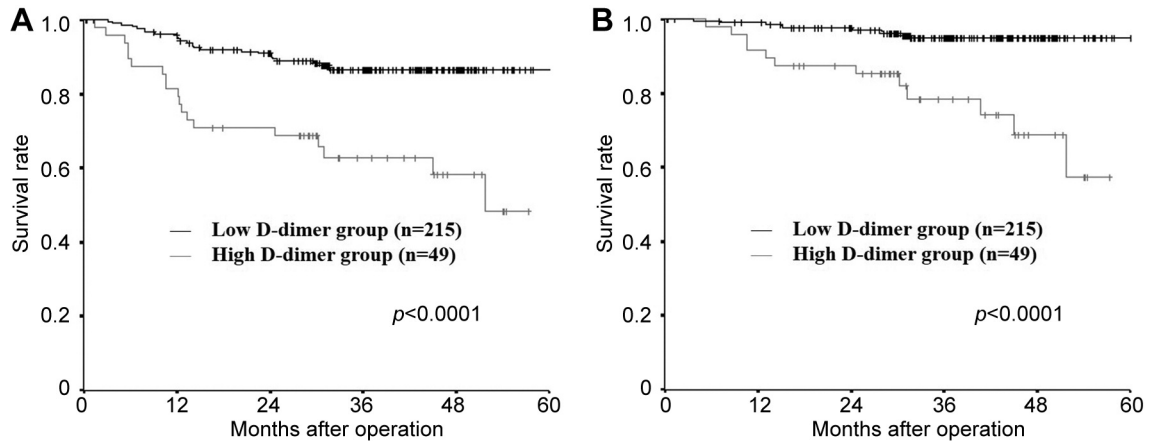 A
1.0
0.8
0.6
0.4
0.2
0
Survival rate
Low D-dimer group (n=215)
High D-dimer group (n=49)
p<0.0001
0 12 24 36 48 60
Months after operation
B
1.0
0.8
0.6
0.4
0.2
0
Survival rate
Low D-dimer group (n=215)
High D-dimer group (n=49)
p<0.0001
0 12 24 36 48 60
Months after operation